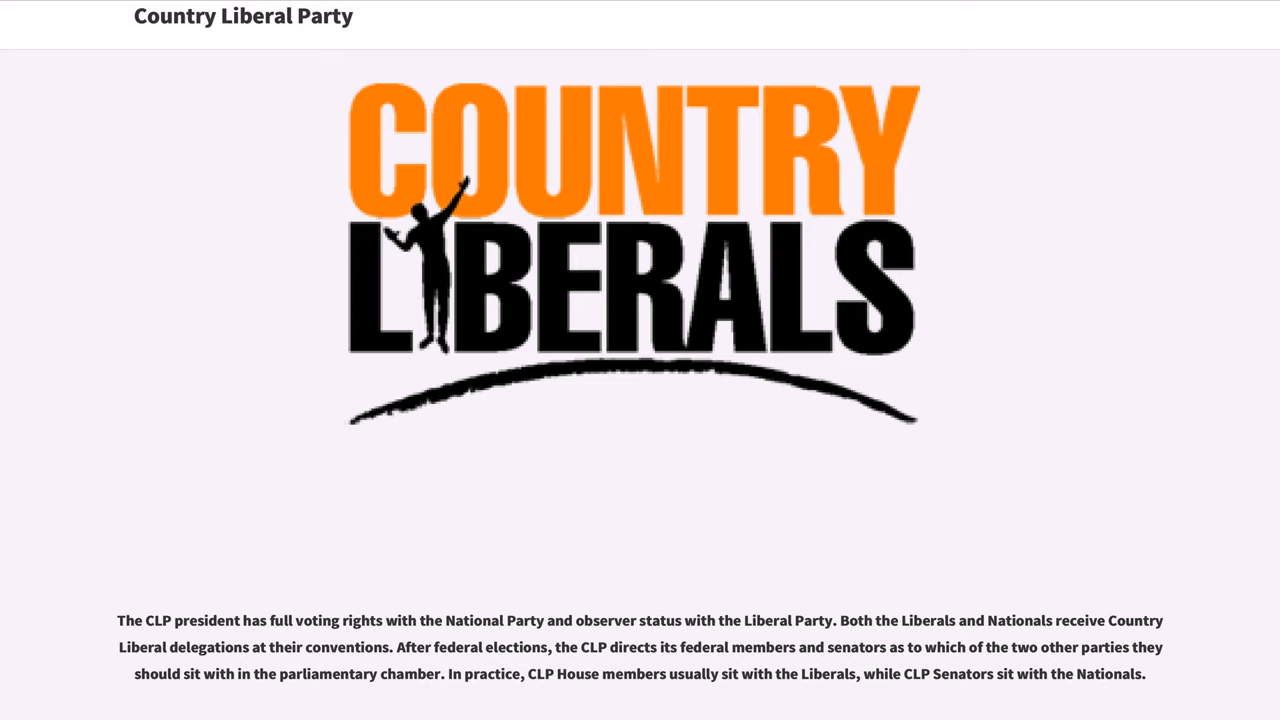 Country Liberal Party
COUNTRY
LIBERALS
The CLP president has full voting rights with the National Party and observer status with the Liberal Party. Both the Liberals and Nationals receive Country
Liberal delegations at their conventions. After federal elections, the CLP directs its federal members and senators as to which of the two other parties they
should sit with in the parliamentary chamber. In practice, CLP House members usually sit with the Liberals, while CLP Senators sit with the Nationals.